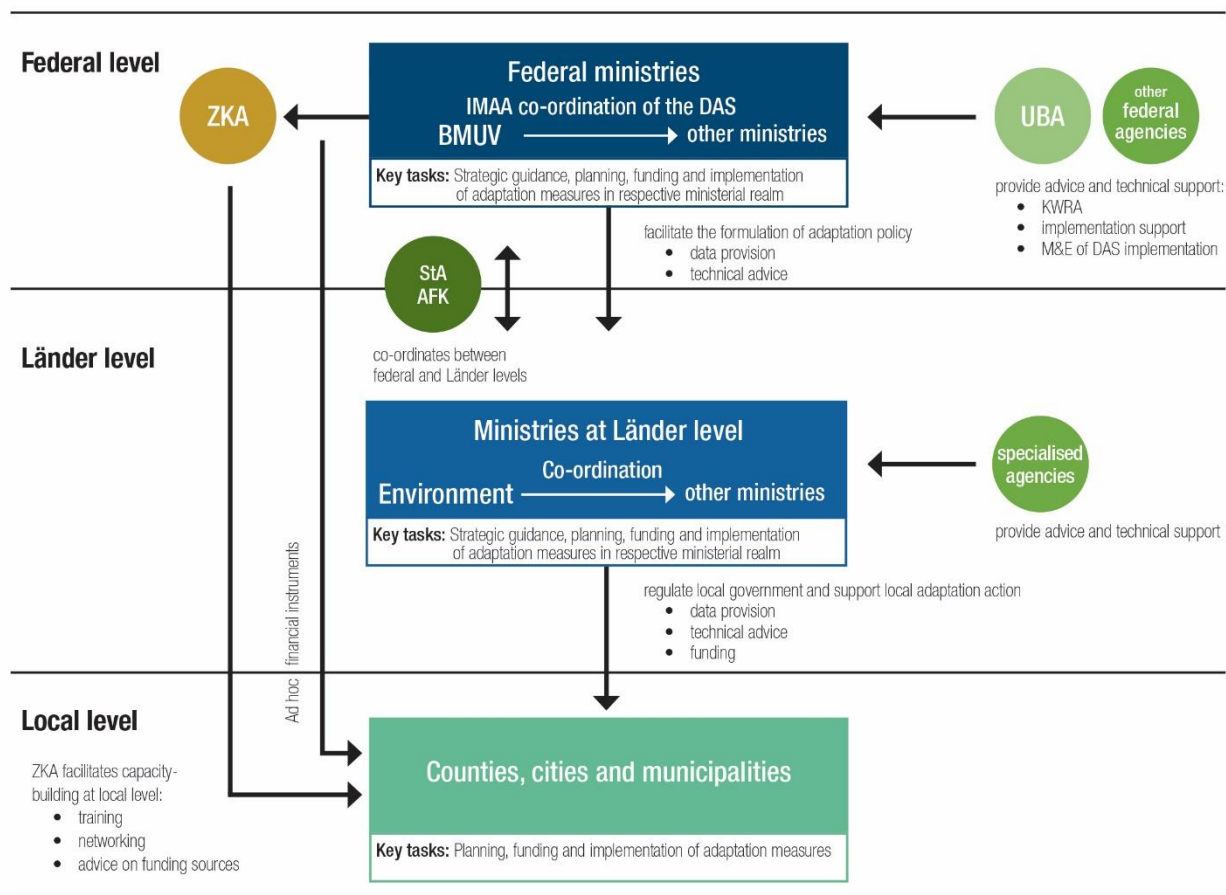 Federal level
ZKA
Federal ministries
IMAA co-ordination of the DAS
BMUV
other ministries
Key tasks: Strategic guidance, planning, funding and implementation
of adaptation measures in respective ministerial realm
UBA
other
federal
agencies
provide advice and technical support:
• KWRA
• implementation support
• M&E of DAS implementation
facilitate the formulation of adaptation policy
• data provision
• technical advice
StA
AFK
co-ordinates between
federal and Länder levels
Länder level
Ministries at Länder level
Co-ordination
Environment
other ministries
Key tasks: Strategic guidance, planning, funding and implementation
of adaptation measures in respective ministerial realm
specialised
agencies
provide advice and technical support
regulate local government and support local adaptation action
• data provision
• technical advice
• funding
Ad hoc financial instruments
Local level
ZKA facilitates capacity-
building at local level:
• training
• networking
• advice on funding sources
Counties, cities and municipalities
Key tasks: Planning, funding and implementation of adaptation measures